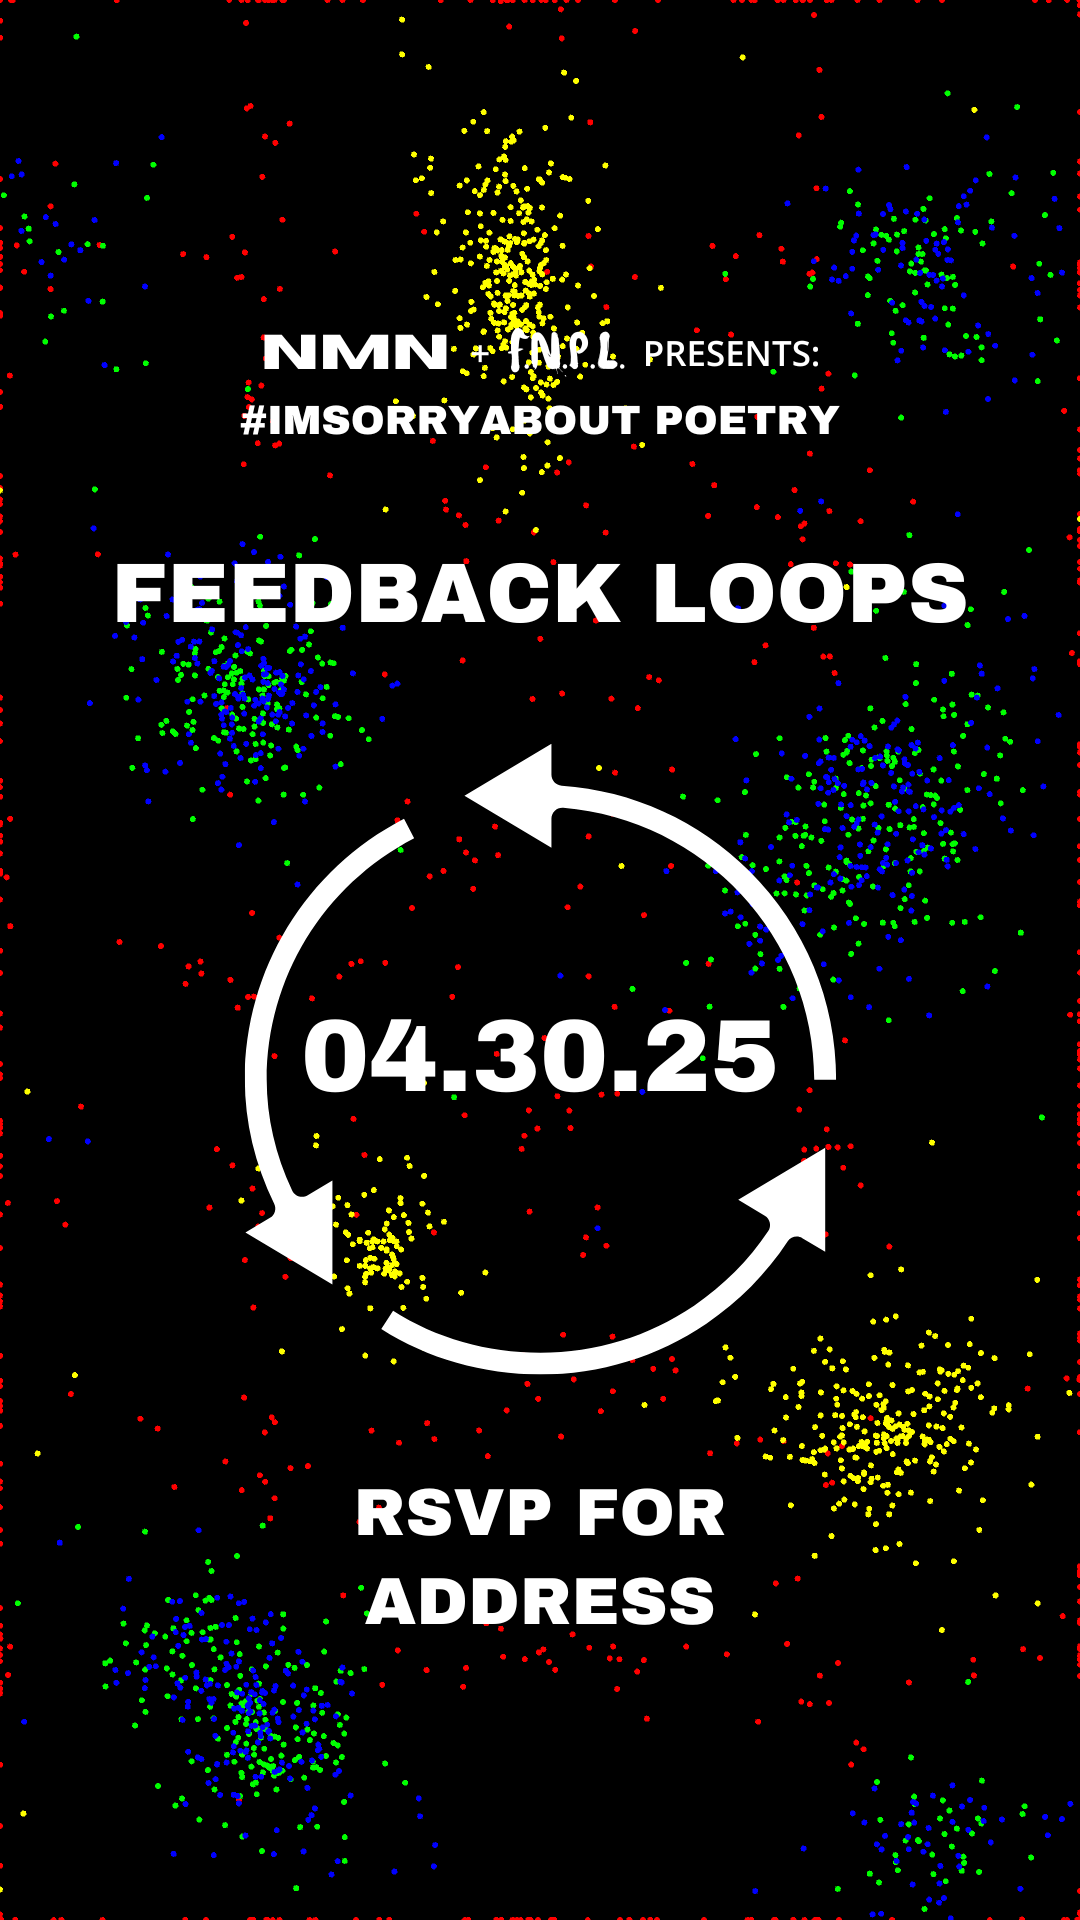 NMN + F.N.P.L. PRESENTS:
#IMSORRYABOUT POETRY
FEEDBACK LOOPS
04.30.25
RSVP FOR
ADDRESS